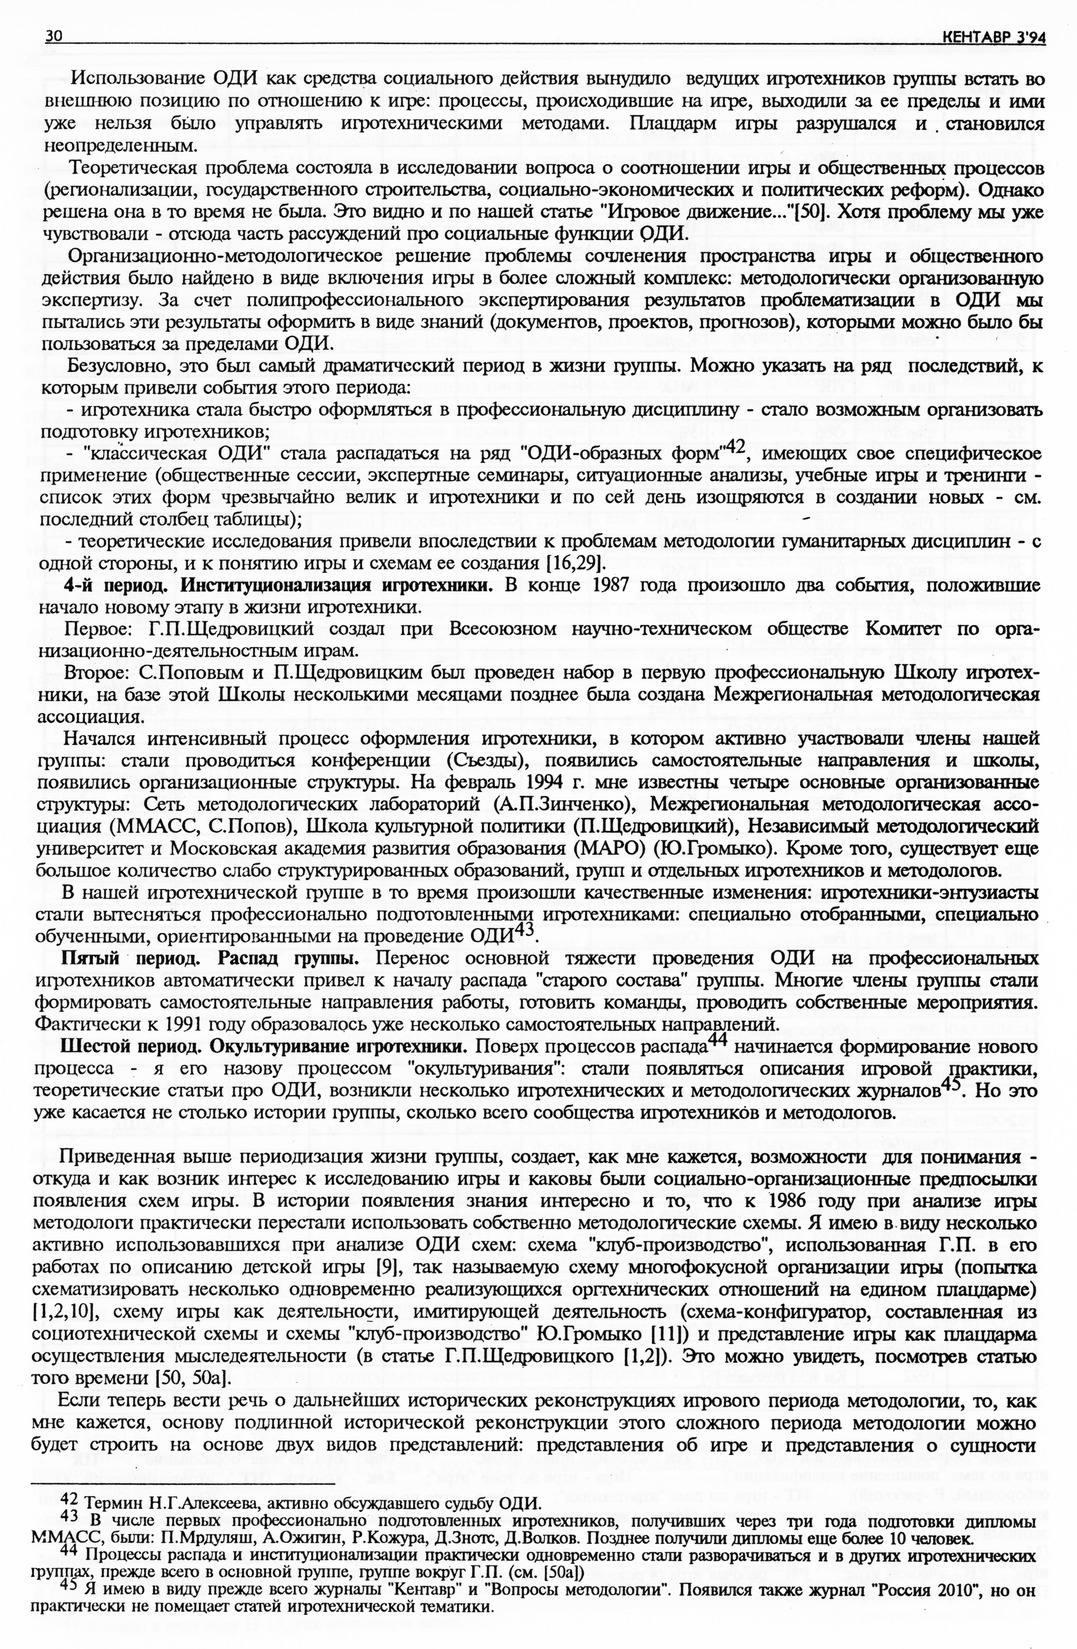 30 КЕНТАВР 3'94
Использование ОДИ как средства социального действия вынудило ведущих игротехников группы встать во
внешнюю позицию по отношению к игре: процессы, происходившие на игре, выходили за ее пределы и ими
уже нельзя было управлять игротехническими методами. Плацдарм игры разрушался и становился
неопределенным.
Теоретическая проблема состояла в исследовании вопроса о соотношении игры и общественных процессов
(регионализации, государственного строительства, социально-экономических и политических реформ). Однако
решена она в то время не была. Это видно и по нашей статье "Игровое движение..."[50]. Хотя проблему мы уже
чувствовали - отсюда часть рассуждений про социальные функции ОДИ.
Организационно-методологическое решение проблемы сочленения пространства игры и общественного
действия было найдено в виде включения игры в более сложный комплекс: методологически организованную
экспертизу. За счет полипрофессионального экспертирования результатов проблематизации в ОДИ мы
пытались эти результаты оформить в виде знаний (документов, проектов, прогнозов), которыми можно было бы
пользоваться за пределами ОДИ.
Безусловно, это был самый драматический период в жизни группы. Можно указать на ряд последствий, к
которым привели события этого периода:
- игротехника стала быстро оформляться в профессиональную дисциплину - стало возможным организовать
подготовку игротехников;
- "классическая ОДИ" стала распадаться на ряд "ОДИ-образных форм"42, имеющих свое специфическое
применение (общественные сессии, экспертные семинары, ситуационные анализы, учебные игры и тренинги -
список этих форм чрезвычайно велик и игротехники и по сей день изощряются в создании новых - см.
последний столбец таблицы);
- теоретические исследования привели впоследствии к проблемам методологии гуманитарных дисциплин - с
одной стороны, и к понятию игры и схемам ее создания [16,29].
4-й период. Институционализация игротехники. В конце 1987 года произошло два события, положившие
начало новому этапу в жизни игротехники.
Первое: Г.П.Щедровицкий создал при Всесоюзном научно-техническом обществе Комитет по орга-
низационно-деятельностным играм.
Второе: С.Поповым и П.Щедровицким был проведен набор в первую профессиональную Школу игротех-
ники, на базе этой Школы несколькими месяцами позднее была создана Межрегиональная методологическая
ассоциация.
Начался интенсивный процесс оформления игротехники, в котором активно участвовали члены нашей
группы: стали проводиться конференции (Съезды), появились самостоятельные направления и школы,
появились организационные структуры. На февраль 1994 г. мне известны четыре основные организованные
структуры: Сеть методологических лабораторий (А.П.Зинченко), Межрегиональная методологическая ассо-
циация (ММАСС, С.Попов), Школа культурной политики (П.Щедровицкий), Независимый методологический
университет и Московская академия развития образования (МАРО) (Ю.Громыко). Кроме того, существует еще
большое количество слабо структурированных образований, групп и отдельных игротехников и методологов.
В нашей игротехнической группе в то время произошли качественные изменения: игротехники-энтузиасты
стали вытесняться профессионально подготовленными игротехниками: специально отобранными, специально
обученными, ориентированными на проведение ОДИ43.
Пятый период. Распад группы. Перенос основной тяжести проведения ОДИ на профессиональных
игротехников автоматически привел к началу распада "старого состава" группы. Многие члены группы стали
формировать самостоятельные направления работы, готовить команды, проводить собственные мероприятия.
Фактически к 1991 году образовалось уже несколько самостоятельных направлений.
Шестой период. Окультуривание игротехники. Поверх процессов распада44 начинается формирование нового
процесса - я его назову процессом "окультуривания": стали появляться описания игровой практики,
теоретические статьи про ОДИ, возникли несколько игротехнических и методологических журналов45. Но это
уже касается не столько истории группы, сколько всего сообщества игротехников и методологов.
Приведенная выше периодизация жизни группы, создает, как мне кажется, возможности для понимания -
откуда и как возник интерес к исследованию игры и каковы были социально-организационные предпосылки
появления схем игры. В истории появления знания интересно и то, что к 1986 году при анализе игры
методологи практически перестали использовать собственно методологические схемы. Я имею в виду несколько
активно использовавшихся при анализе ОДИ схем: схема "клуб-производство", использованная Г.П. в его
работах по описанию детской игры [9], так называемую схему многофокусной организации игры (попытка
схематизировать несколько одновременно реализующихся оргтехнических отношений на едином плацдарме)
[1,2,10], схему игры как деятельности, имитирующей деятельность (схема-конфигуратор, составленная из
социотехнической схемы и схемы "клуб-производство" Ю.Громыко [11]) и представление игры как плацдарма
осуществления мыследеятельности (в статье Г.П.Щедровицкого [1,2]). Это можно увидеть, посмотрев статью
того времени [50, 50а].
Если теперь вести речь о дальнейших исторических реконструкциях игрового периода методологии, то, как
мне кажется, основу подлинной исторической реконструкции этого сложного периода методологии можно
будет строить на основе двух видов представлений: представления об игре и представления о сущности
42 Термин Н.Г.Алексеева, активно обсуждавшего судьбу ОДИ.
43 В числе первых профессионально подготовленных игротехников, получивших через три года подготовки дипломы
ММАСС, были: П.Мрдуляш, А.Ожигин, Р.Кожура, Д.Знотс, Д.Волков. Позднее получили дипломы еще более 10 человек.
44 Процессы распада и институционализации практически одновременно стали разворачиваться и в других игротехнических
группах, прежде всего в основной группе, группе вокруг Г.П. (см. [50а])
45 Я имею в виду прежде всего журналы "Кентавр" и "Вопросы методологии". Появился также журнал "Россия 2010", но он
практически не помещает статей игротехнической тематики.